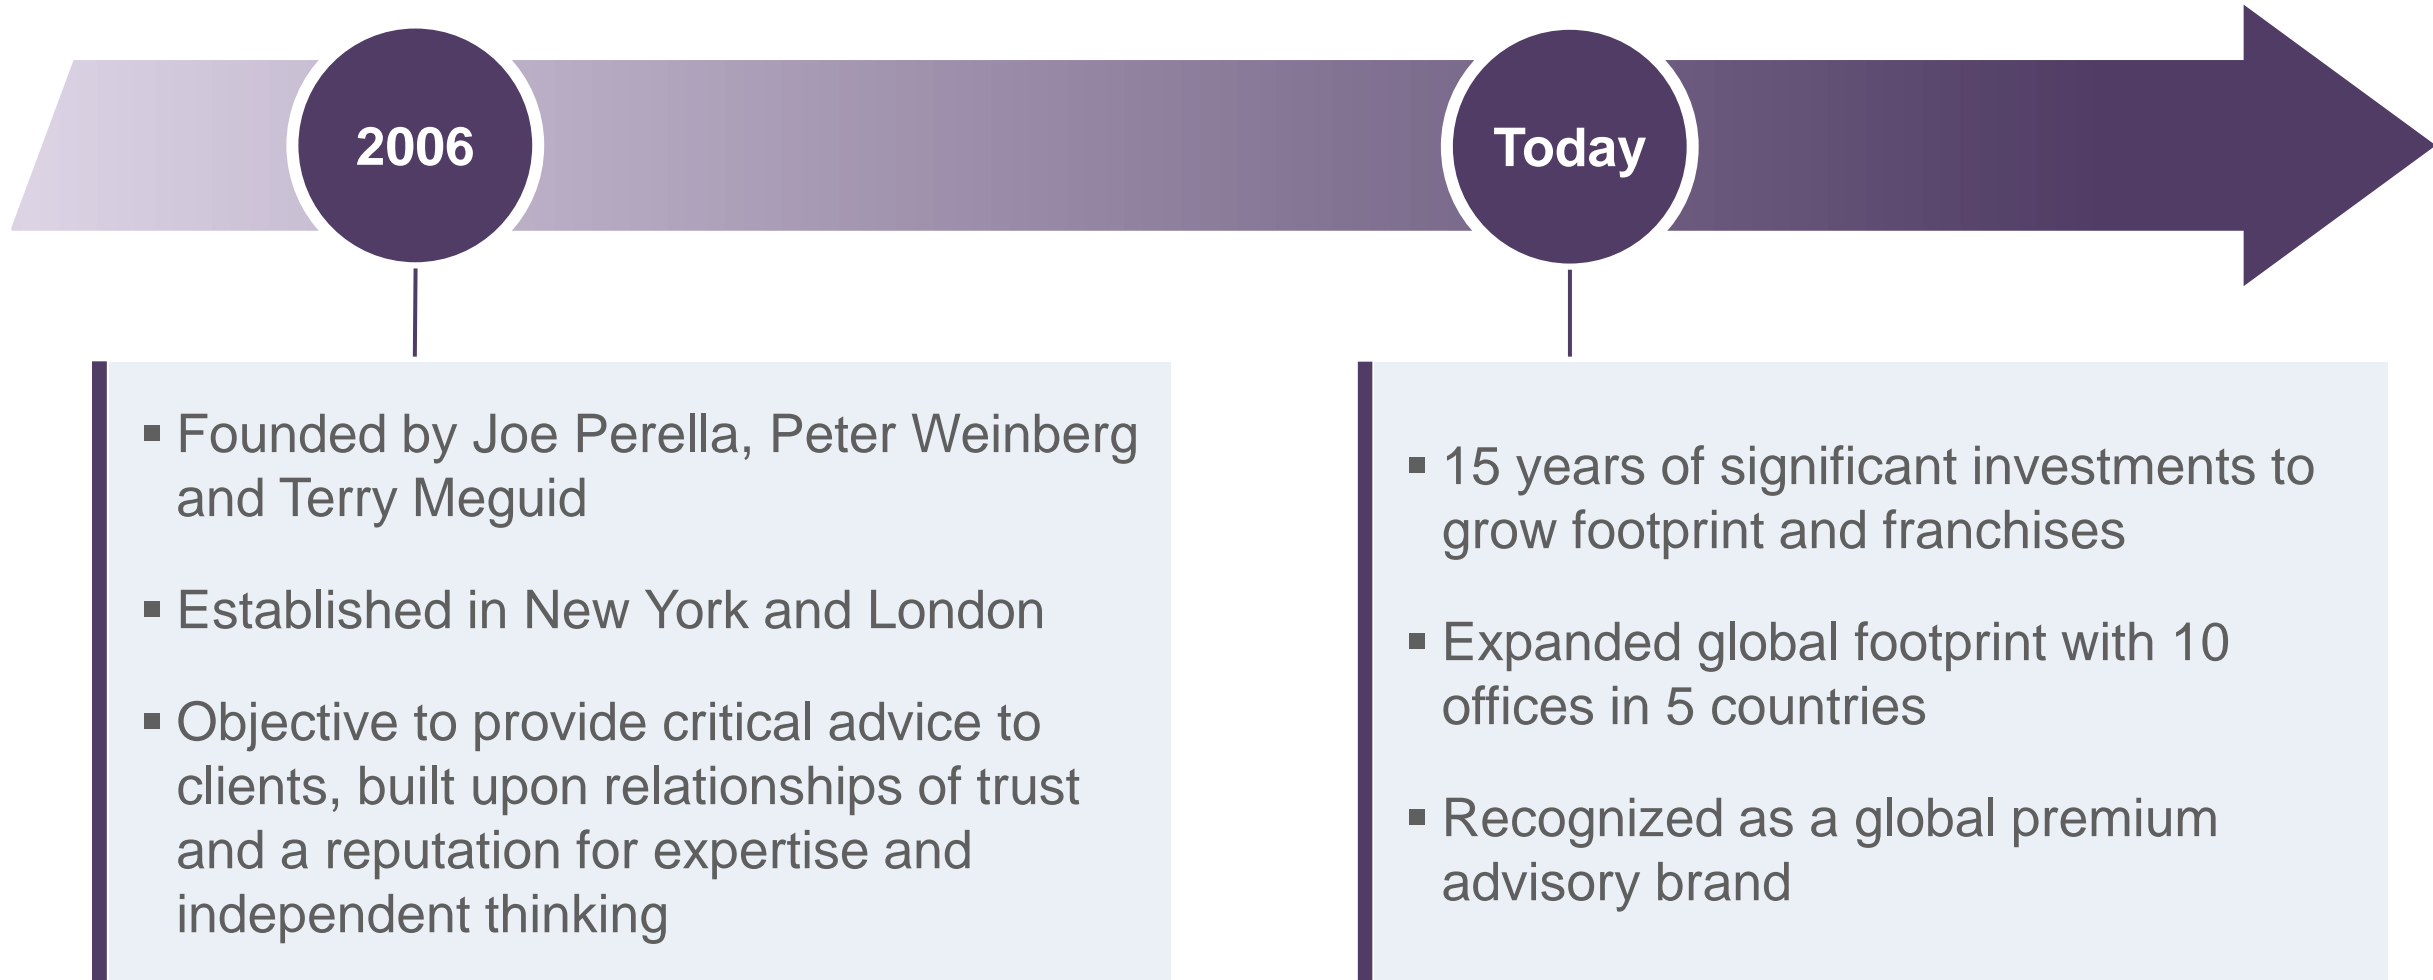 2006
Today
▪ Founded by Joe Perella, Peter Weinberg
and Terry Meguid
▪ Established in New York and London
▪ Objective to provide critical advice to
clients, built upon relationships of trust
and a reputation for expertise and
independent thinking
▪ 15 years of significant investments to
grow footprint and franchises
▪ Expanded global footprint with 10
offices in 5 countries
▪ Recognized as a global premium
advisory brand